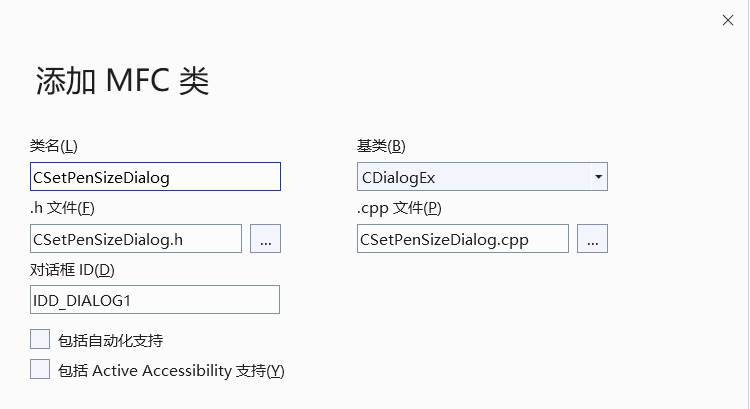 添加 MFC 类
类名(L) 基类(B)
CSetPenSizeDialog CDialogEx
.h 文件(F) .cpp 文件(P)
CSetPenSizeDialog.h ... CSetPenSizeDialog.cpp ...
对话框 ID(D)
IDD_DIALOG1
包括自动化支持
包括 Active Accessibility 支持(Y)